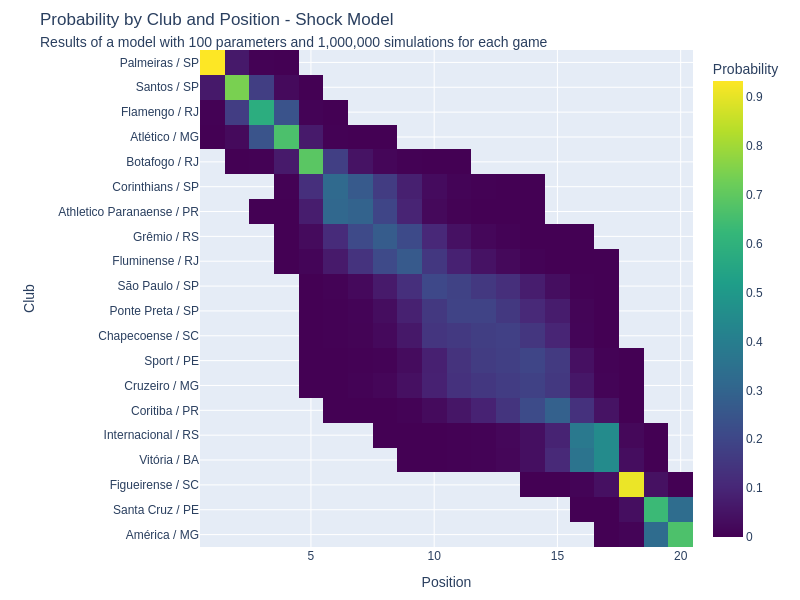 Probability by Club and Position - Shock Model
Results of a model with 100 parameters and 1,000,000 simulations for each game
Probability
Palmeiras / SP
Santos / SP
Flamengo / RJ
Atlético / MG
Botafogo / RJ
Corinthians / SP
Athletico Paranaense / PR
Grêmio / RS
Fluminense / RJ
São Paulo / SP
Ponte Preta / SP
Chapecoense / SC
Sport / PE
Cruzeiro / MG
Coritiba / PR
Internacional / RS
Vitória / BA
Figueirense / SC
Santa Cruz / PE
América / MG
Club
5
10
15
20
Position
0.9
0.8
0.7
0.6
0.5
0.4
0.3
0.2
0.1
0